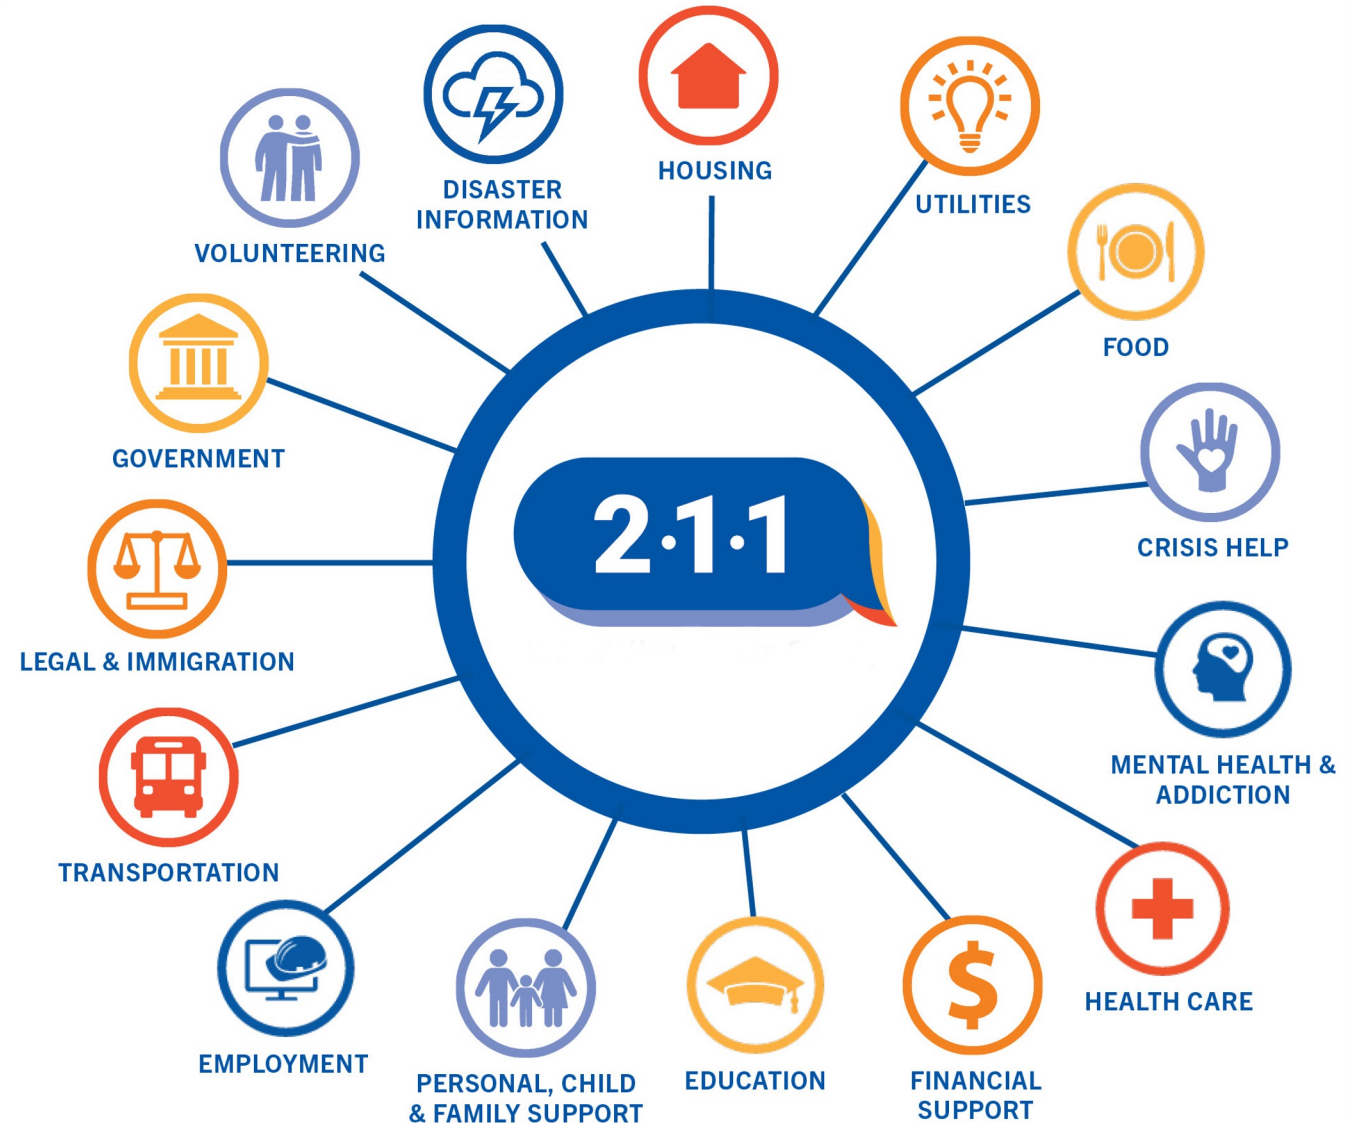 HOUSING
UTILITIES
FOOD
CRISIS HELP
MENTAL HEALTH &
ADDICTION
HEALTH CARE
FINANCIAL
SUPPORT
EDUCATION
PERSONAL, CHILD
& FAMILY SUPPORT
EMPLOYMENT
TRANSPORTATION
LEGAL & IMMIGRATION
GOVERNMENT
VOLUNTEERING
DISASTER
INFORMATION
2·1·1
$